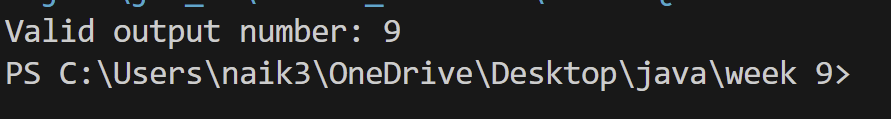 Valid output number: 9
PS C:\Users\naik3\OneDrive\Desktop\java\week 9>